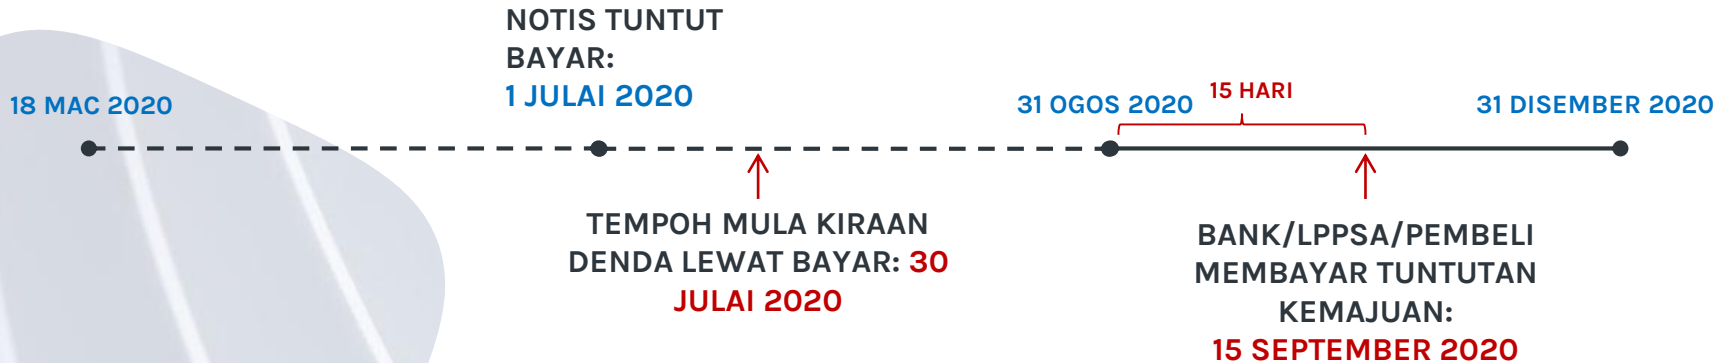 NOTIS TUNTUT
BAYAR:
1 JULAI 2020
18 MAC 2020
31 OGOS 2020
15 HARI
31 DISEMBER 2020
TEMPOH MULA KIRAAN
DENDA LEWAT BAYAR: 30
JULAI 2020
BANK/LPPSA/PEMBELI
MEMBAYAR TUNTUTAN
KEMAJUAN:
15 SEPTEMBER 2020